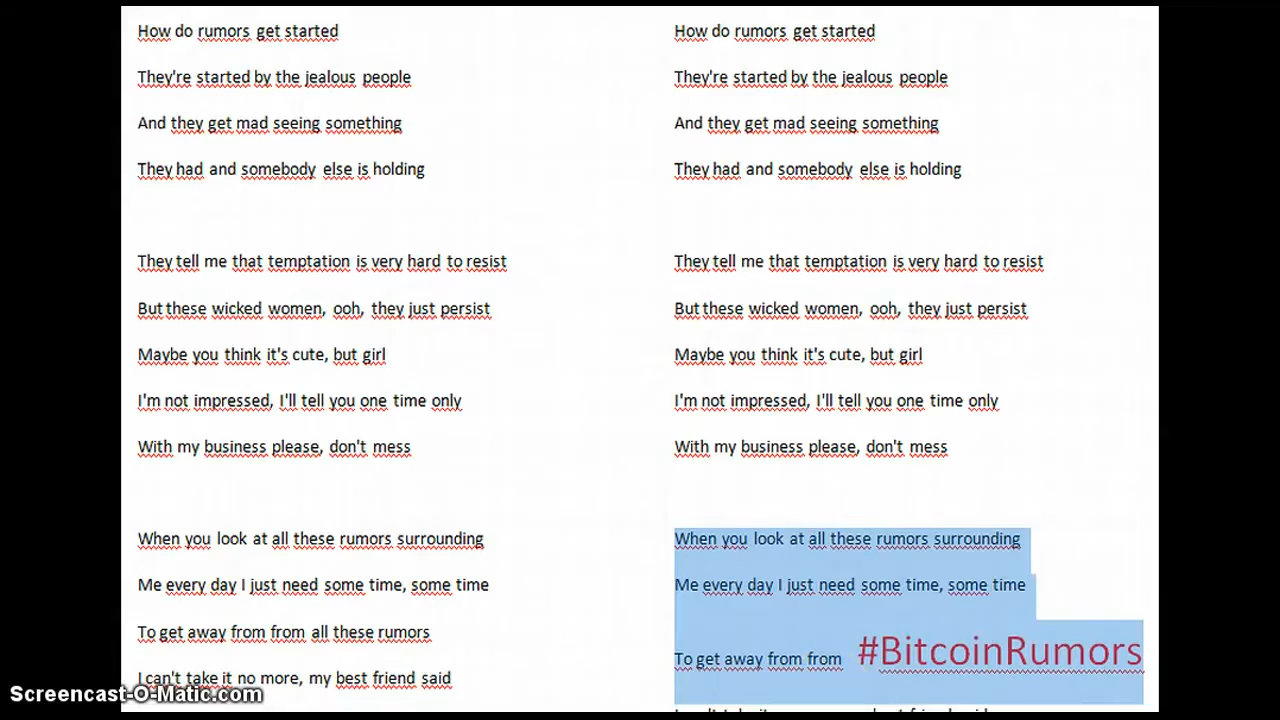 How do rumors get started
They're started by the jealous people
And they get mad seeing something
They had and somebody else is holding
They tell me that temptation is very hard to resist
But these wicked women, ooh, they just persist
Maybe you think it's cute, but girl
I'm not impressed, I'll tell you one time only
With my business please, don't mess
When you look at all these rumors surrounding
Me every day I just need some time, some time
To get away from from all these rumors
I can't take it no more, my best friend said
How do rumors get started
They're started by the jealous people
And they get mad seeing something
They had and somebody else is holding
They tell me that temptation is very hard to resist
But these wicked women, ooh, they just persist
Maybe you think it's cute, but girl
I'm not impressed, I'll tell you one time only
With my business please, don't mess
When you look at all these rumors surrounding
Me every day I just need some time, some time
To get away from from #BitcoinRumors
Screencast-O-Matic.com